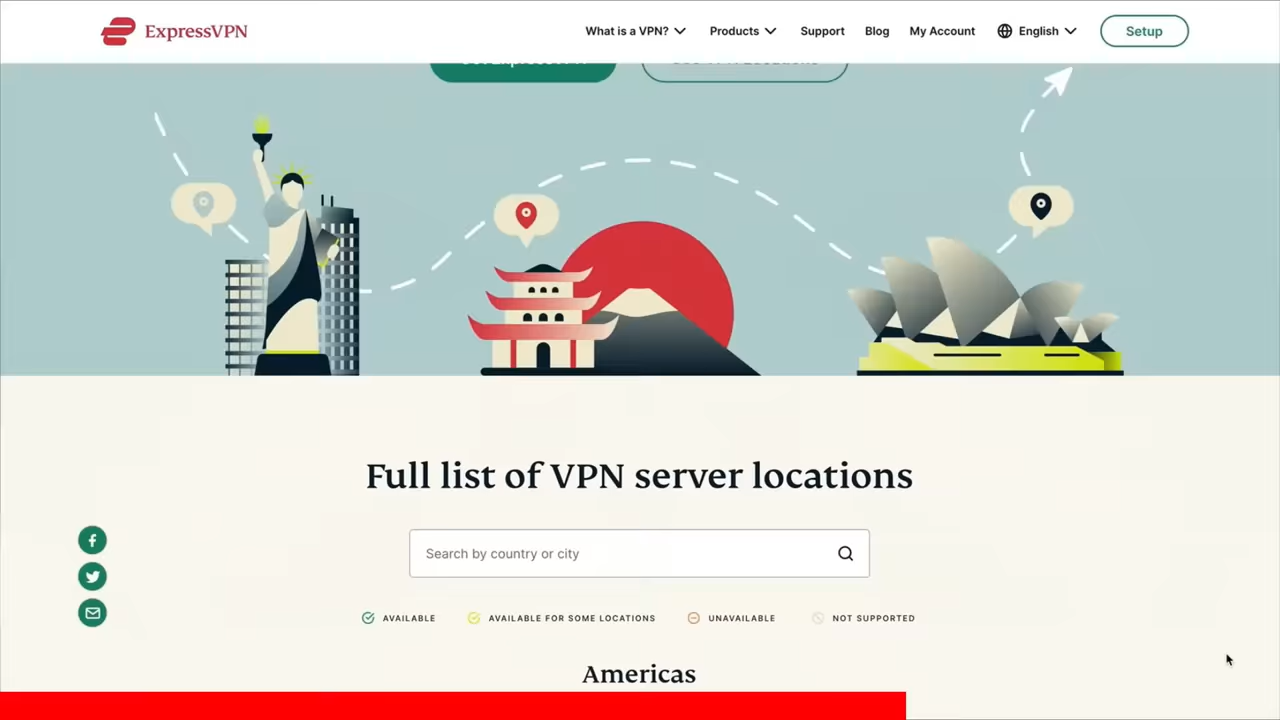 ExpressVPN
What is a VPN? Products Support Blog My Account English Setup
Full list of VPN server locations
Search by country or city
AVAILABLE AVAILABLE FOR SOME LOCATIONS UNAVAILABLE NOT SUPPORTED
Americas